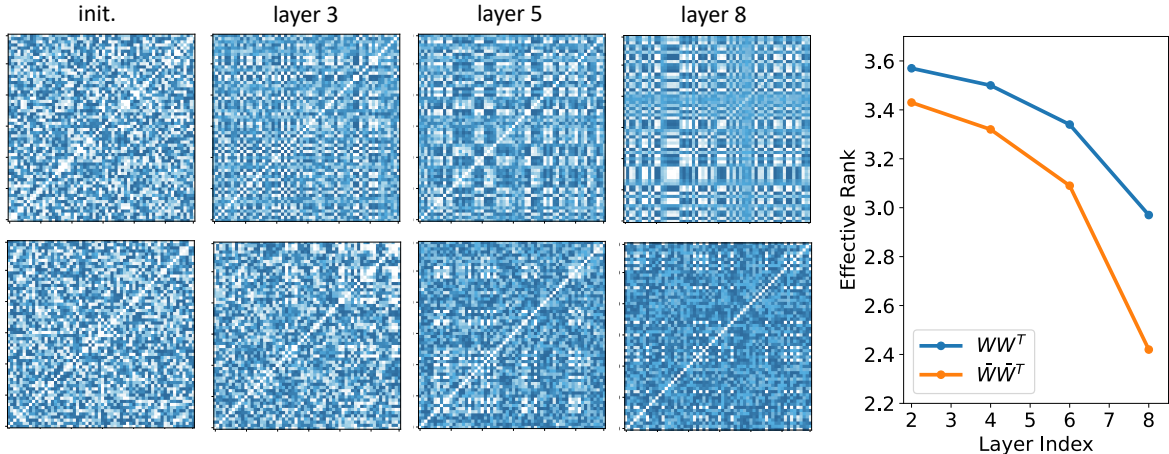 init.
layer 3
layer 5
layer 8
3.6
3.4
3.2
3.0
2.8
2.6
2.4
2.2
Effective Rank
WWᵀ
W̄W̄ᵀ
2 3 4 5 6 7 8
Layer Index